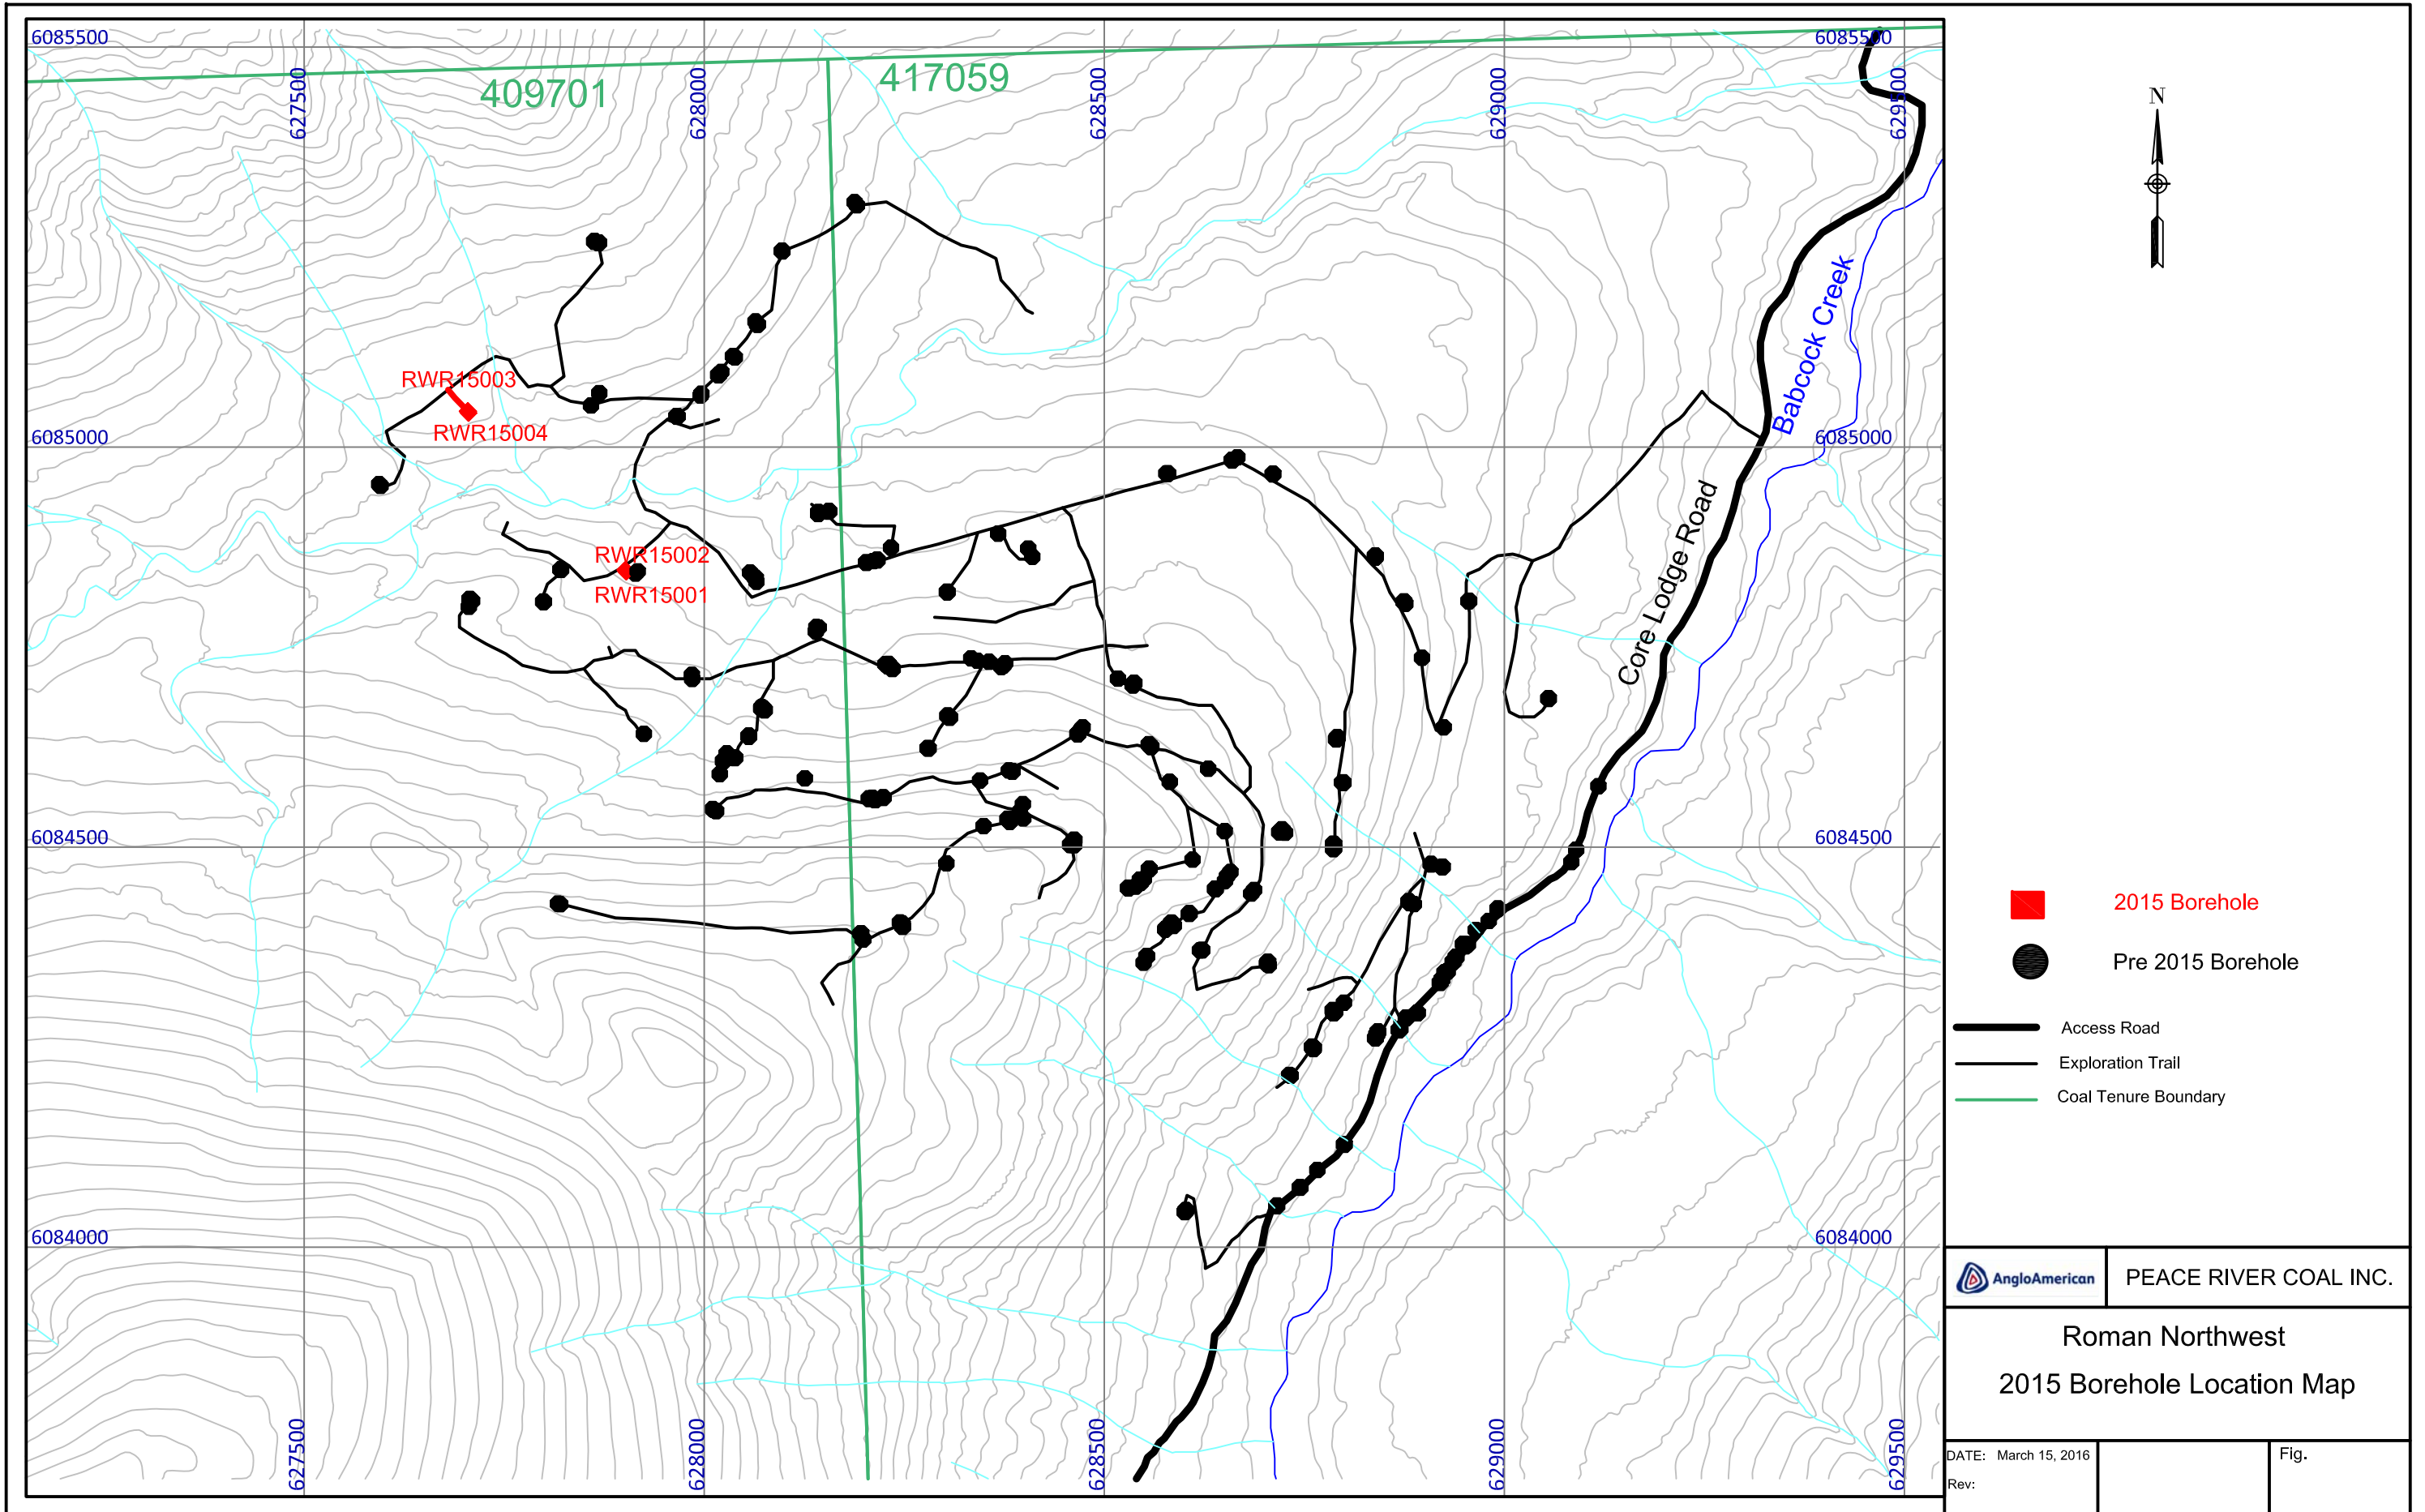 6085500
6085500
409701
417059
627500
628000
628500
629000
629500
N
Babcock Creek
RWR15003
RWR15004
6085000
6085000
Core Lodge Road
RWR15002
RWR15001
6084500
6084500
2015 Borehole
Pre 2015 Borehole
Access Road
Exploration Trail
Coal Tenure Boundary
6084000
6084000
AngloAmerican
PEACE RIVER COAL INC.
Roman Northwest
2015 Borehole Location Map
627500
628000
628500
629000
629500
DATE: March 15, 2016
Fig.
Rev: